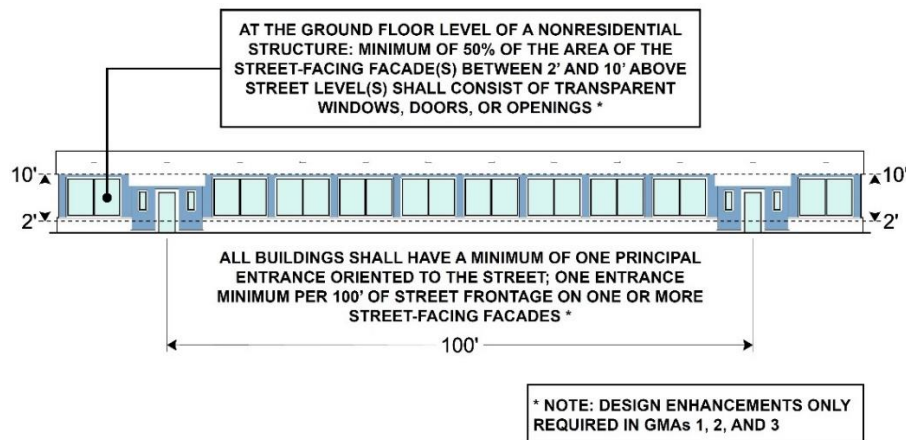 AT THE GROUND FLOOR LEVEL OF A NONRESIDENTIAL
STRUCTURE: MINIMUM OF 50% OF THE AREA OF THE
STREET-FACING FACADE(S) BETWEEN 2' AND 10' ABOVE
STREET LEVEL(S) SHALL CONSIST OF TRANSPARENT
WINDOWS, DOORS, OR OPENINGS *
10' 10'
2' 2'
ALL BUILDINGS SHALL HAVE A MINIMUM OF ONE PRINCIPAL
ENTRANCE ORIENTED TO THE STREET; ONE ENTRANCE
MINIMUM PER 100' OF STREET FRONTAGE ON ONE OR MORE
STREET-FACING FACADES *
100'
* NOTE: DESIGN ENHANCEMENTS ONLY
REQUIRED IN GMAs 1, 2, AND 3